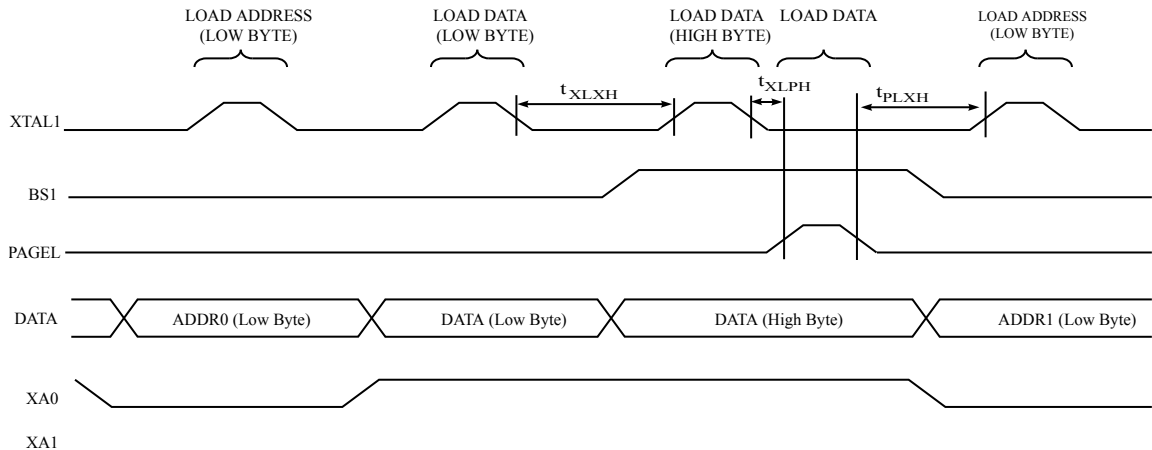 LOAD ADDRESS
(LOW BYTE)
LOAD DATA
(LOW BYTE)
LOAD DATA
(HIGH BYTE)
LOAD DATA
LOAD ADDRESS
(LOW BYTE)
tXLXH
tXLPH
tPLXH
XTAL1
BS1
PAGEL
DATA
ADDR0 (Low Byte)
DATA (Low Byte)
DATA (High Byte)
ADDR1 (Low Byte)
XA0
XA1